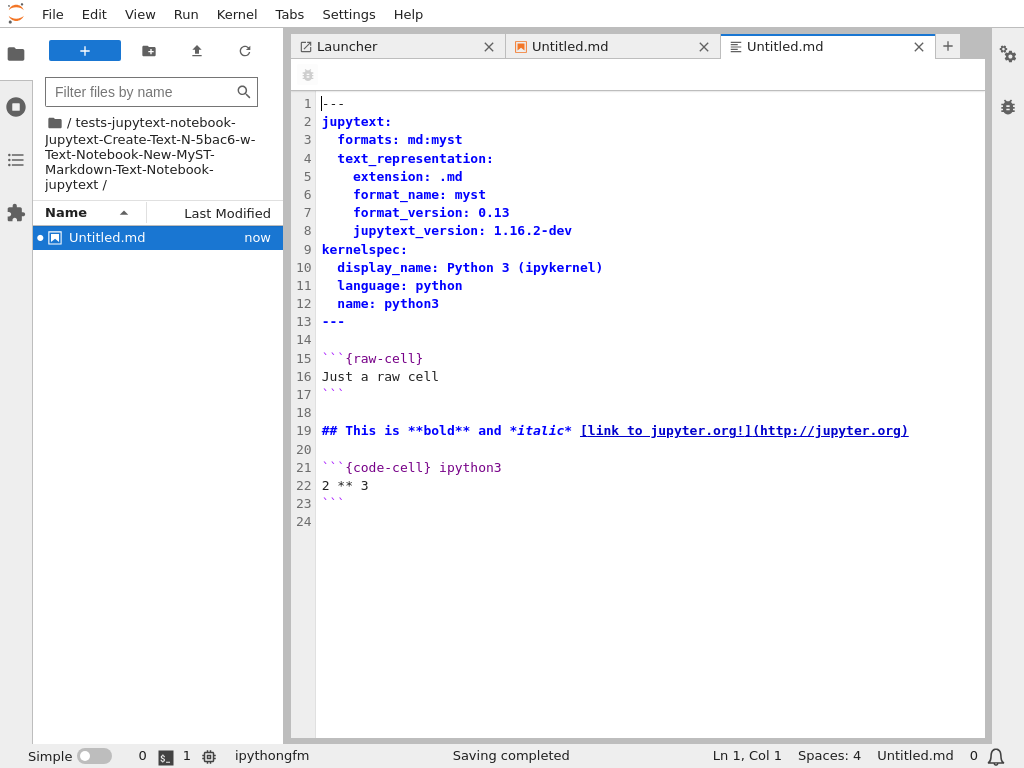 File Edit View Run Kernel Tabs Settings Help
Filter files by name
/ tests-jupytext-notebook-
Jupytext-Create-Text-N-5bac6-w-
Text-Notebook-New-MyST-
Markdown-Text-Notebook-
jupytext /
Name Last Modified
Untitled.md now
Launcher Untitled.md Untitled.md
1 ---
2 jupytext:
3   formats: md:myst
4   text_representation:
5     extension: .md
6     format_name: myst
7     format_version: 0.13
8     jupytext_version: 1.16.2-dev
9 kernelspec:
10   display_name: Python 3 (ipykernel)
11   language: python
12   name: python3
13 ---
14
15 ```{raw-cell}
16 Just a raw cell
17 ```
18
19 ## This is **bold** and *italic* [link to jupyter.org!](http://jupyter.org)
20
21 ```{code-cell} ipython3
22 2 ** 3
23 ```
24
Simple 0 $_ 1 ipythongfm Saving completed Ln 1, Col 1 Spaces: 4 Untitled.md 0